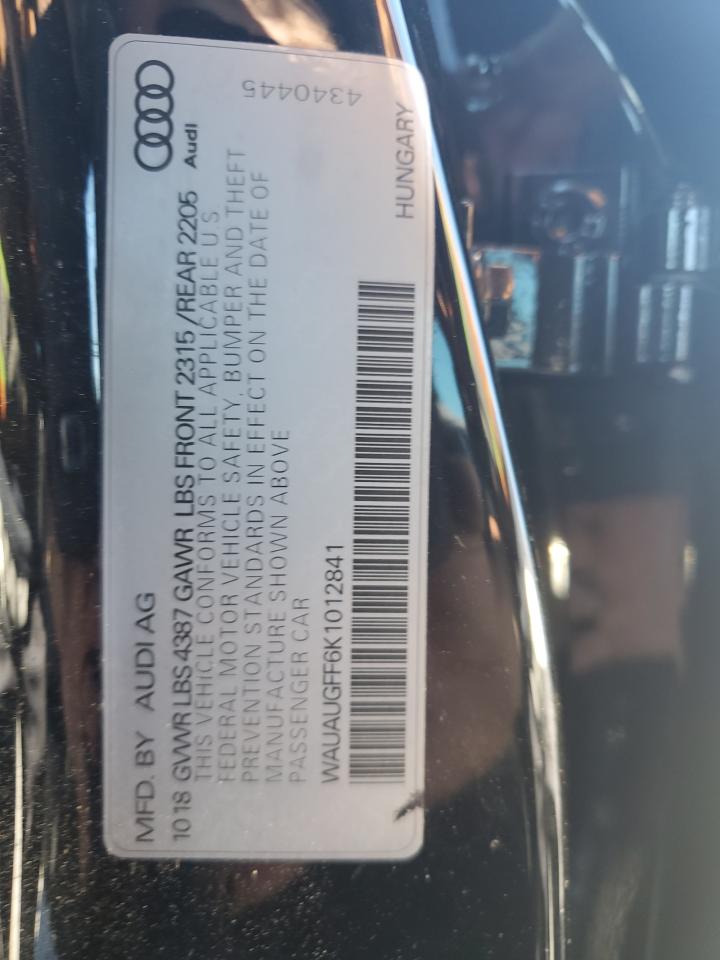 MFD. BY AUDI AG
Audi
10 18 GVWR LBS 4387 GAWR LBS FRONT 2315 / REAR 2205
THIS VEHICLE CONFORMS TO ALL APPLICABLE U.S.
FEDERAL MOTOR VEHICLE SAFETY, BUMPER AND THEFT
PREVENTION STANDARDS IN EFFECT ON THE DATE OF
MANUFACTURE SHOWN ABOVE
PASSENGER CAR
WAUAUGFF6K1012841
HUNGARY
4340445